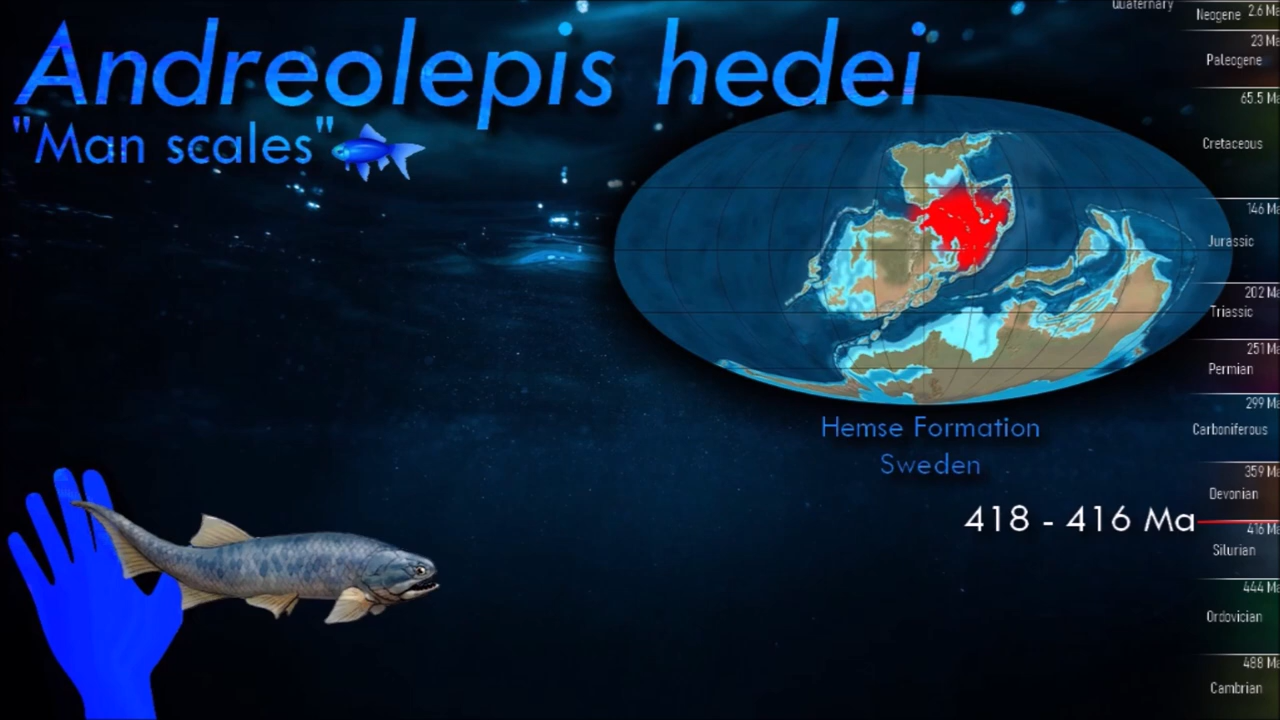 Andreolepis hedei
"Man scales"
Hemse Formation
Sweden
418 - 416 Ma
Quaternary
2.6 Ma
Neogene
23 Ma
Paleogene
65.5 Ma
Cretaceous
146 Ma
Jurassic
202 Ma
Triassic
251 Ma
Permian
299 Ma
Carboniferous
359 Ma
Devonian
416 Ma
Silurian
444 Ma
Ordovician
488 Ma
Cambrian